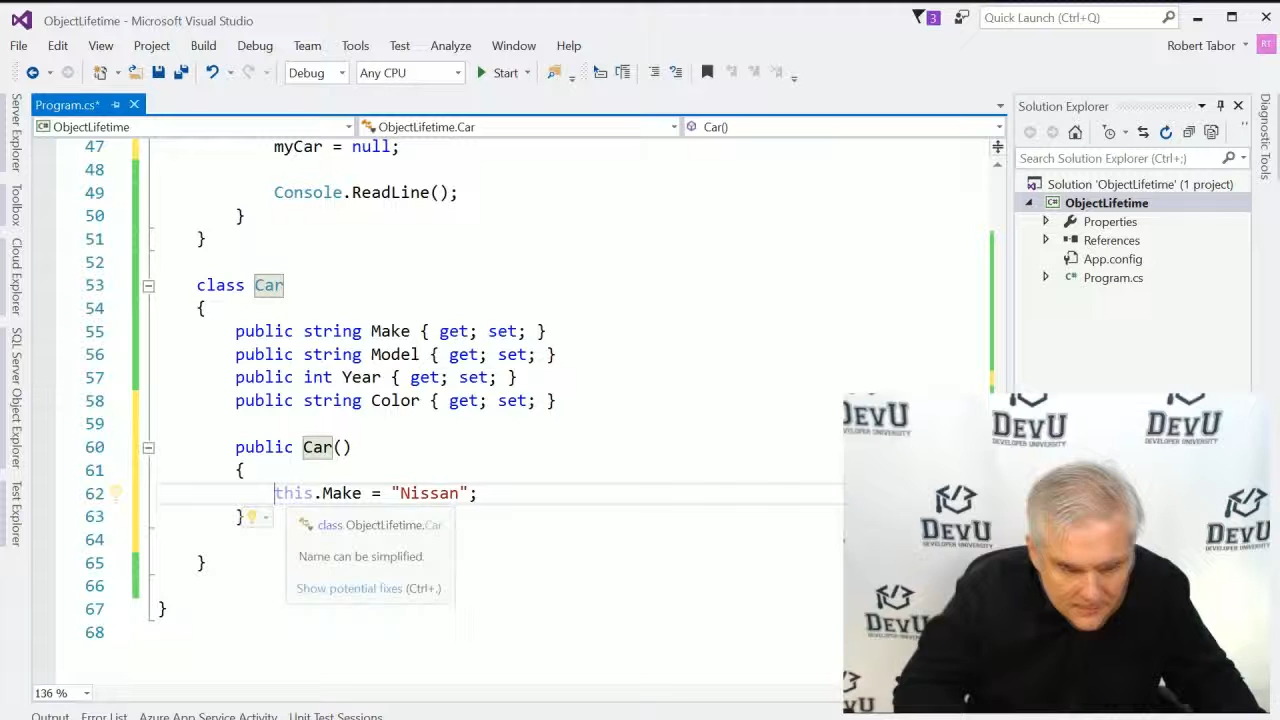 ObjectLifetime - Microsoft Visual Studio
3
Quick Launch (Ctrl+Q)
File Edit View Project Build Debug Team Tools Test Analyze Window Help
Robert Tabor
RT
Debug
Any CPU
Start
Program.cs*
ObjectLifetime
ObjectLifetime.Car
Car()
Server Explorer
Toolbox
Cloud Explorer
SQL Server Object Explorer
Test Explorer
47 myCar = null;
48
49 Console.ReadLine();
50 }
51 }
52
53 class Car
54 {
55 public string Make { get; set; }
56 public string Model { get; set; }
57 public int Year { get; set; }
58 public string Color { get; set; }
59
60 public Car()
61 {
62 this.Make = "Nissan";
63 }
64
65 }
66
67 }
68
class ObjectLifetime.Car
Name can be simplified.
Show potential fixes (Ctrl+.)
136 %
Output Error List Azure App Service Activity Unit Test Sessions
Solution Explorer
Search Solution Explorer (Ctrl+;)
Solution 'ObjectLifetime' (1 project)
ObjectLifetime
Properties
References
App.config
Program.cs
Diagnostic Tools
DevU
DEVELOPER UNIVERSITY
DevU
DEVELOPER UNIVERSITY
DevU
DEVELOPER UNIVERSITY
DevU
DEVELOPER UNIVERSITY
DevU
DevU